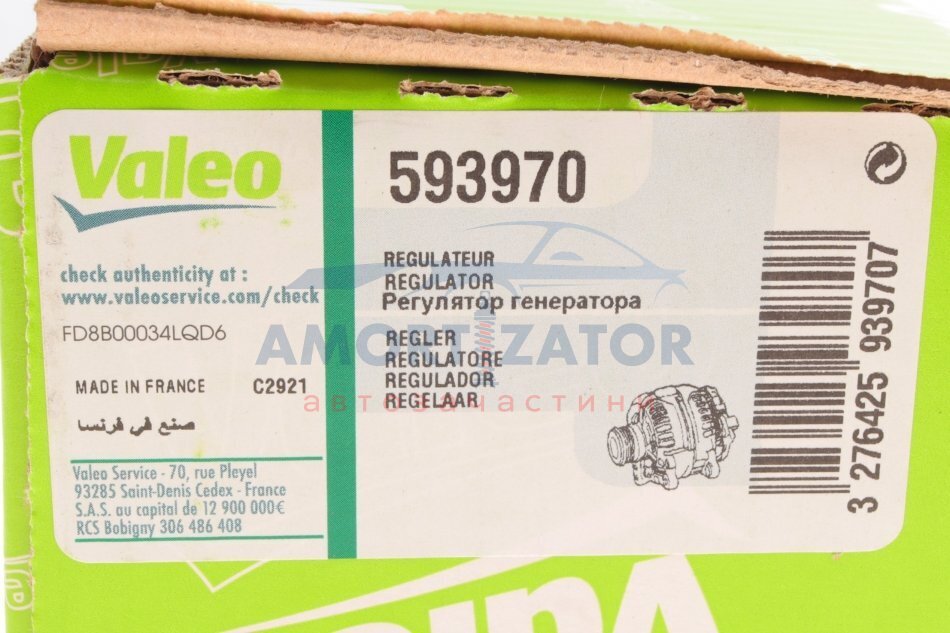 Valeo
593970
check authenticity at :
www.valeoservice.com/check
FD8B00034LQD6
MADE IN FRANCE C2921
صنع في فرنسا
Valeo Service - 70, rue Pleyel
93285 Saint-Denis Cedex - France
S.A.S. au capital de 12 900 000€
RCS Bobigny 306 486 408
REGULATEUR
REGULATOR
Регулятор генератора
REGLER
REGULATORE
REGULADOR
REGELAAR
AMORTIZATOR
автозапчастини
3 276425 939707